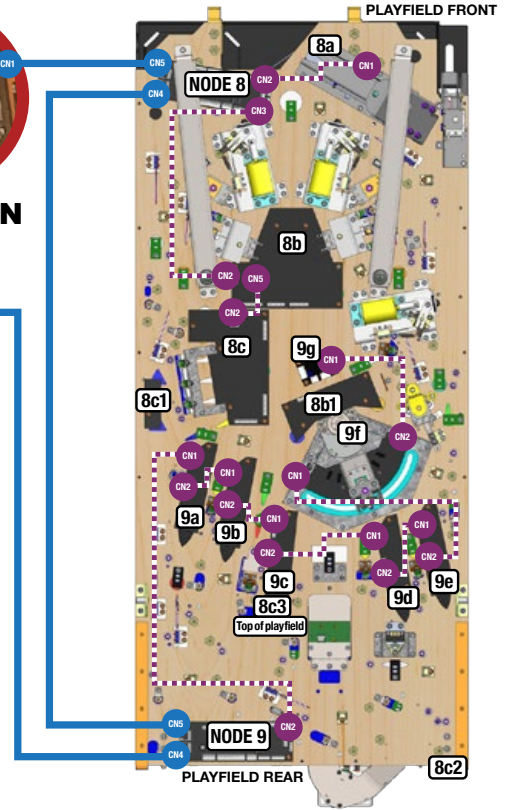 PLAYFIELD FRONT
8a
CN1
CN5
CN2
CN1
NODE 8
CN4
CN3
N
8b
CN2
CN5
CN2
8c
9g
CN1
8c1
8b1
9f
CN2
CN1
CN1
CN1
CN2
CN2
9a
9b
CN1
CN1
CN1
CN2
CN2
CN2
9c
9d
9e
8c3
Top of playfield
CN5
CN2
NODE 9
CN4
8c2
PLAYFIELD REAR